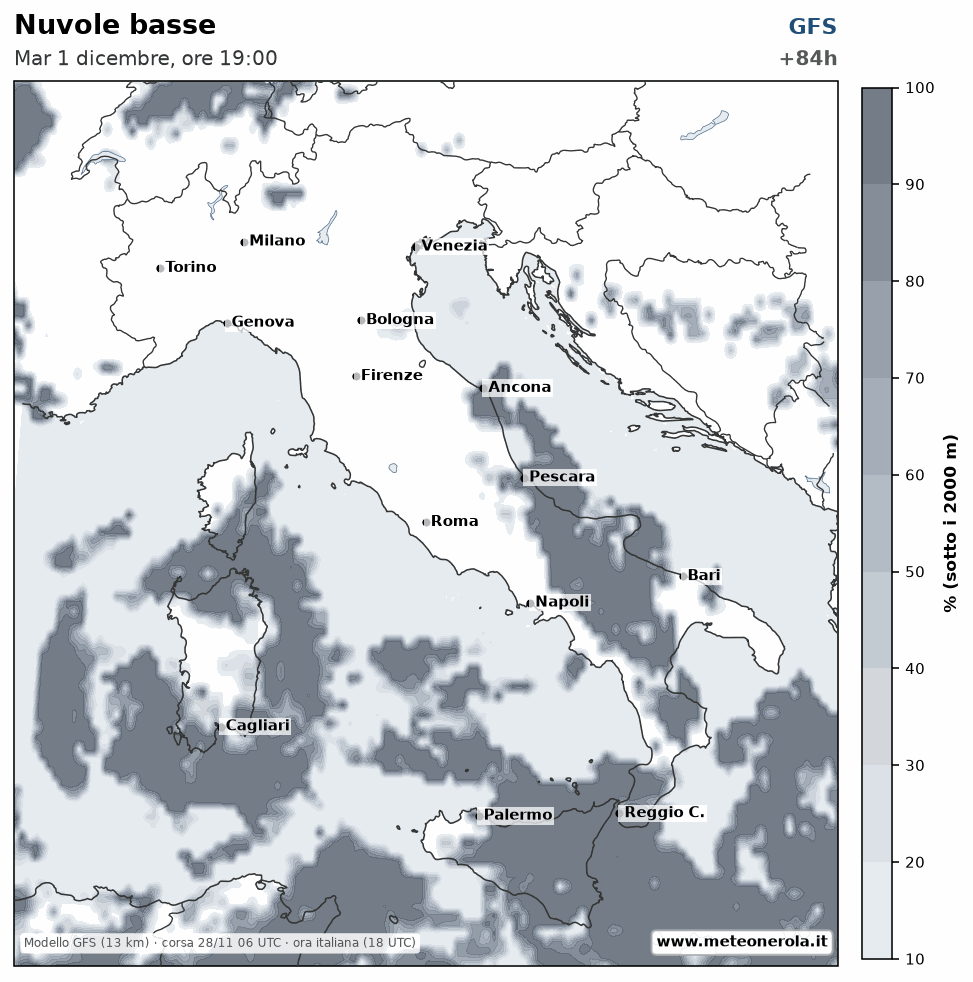 Nuvole basse
GFS
Mar 1 dicembre, ore 19:00
+84h
Milano
Venezia
Torino
Genova
Bologna
Firenze
Ancona
Pescara
Roma
Bari
Napoli
Cagliari
Palermo
Reggio C.
Modello GFS (13 km) · corsa 28/11 06 UTC · ora italiana (18 UTC)
www.meteonerola.it
100
90
80
70
60
50
40
30
20
10
% (sotto i 2000 m)